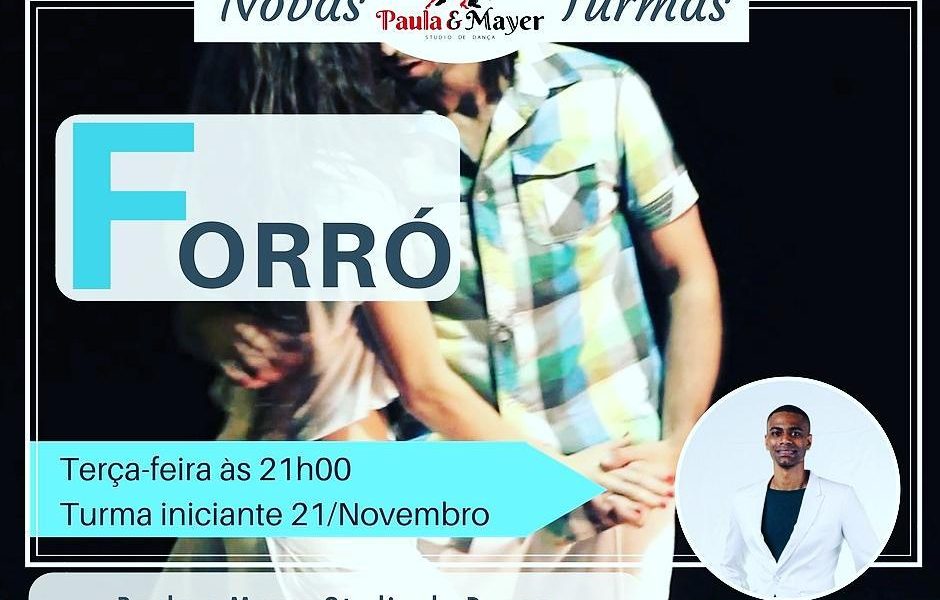 Novas Turmas
Paula & Mayer
STUDIO DE DANÇA
FORRÓ
Terça-feira às 21h00
Turma iniciante 21/Novembro